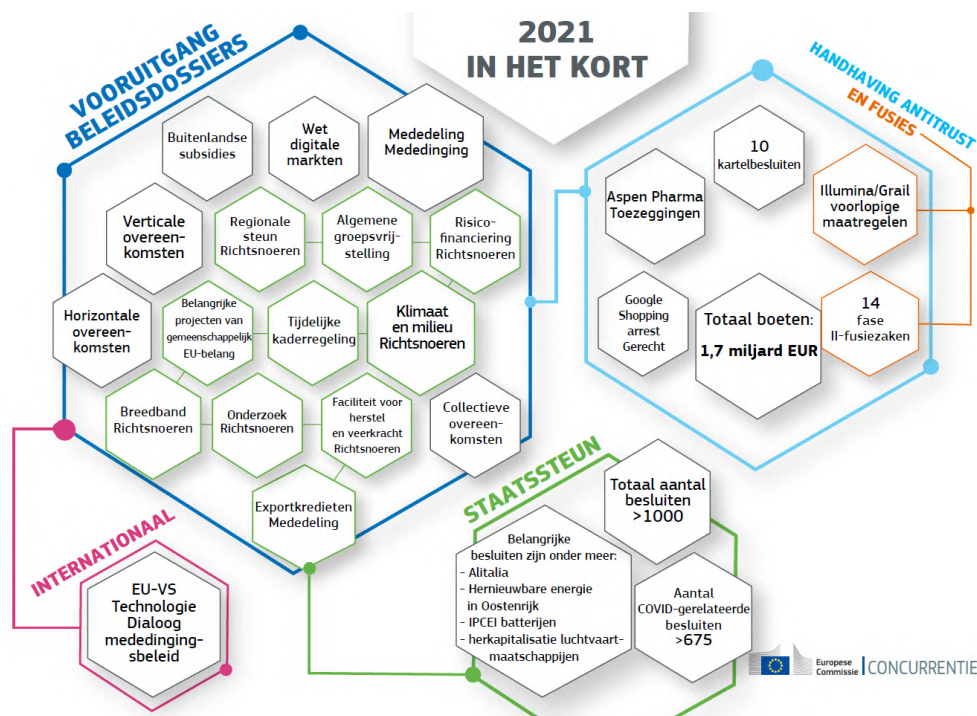 2021
IN HET KORT
VOORUITGANG
BELEIDSDOSSIERS
Buitenlandse
subsidies
Wet
digitale
markten
Mededeling
Mededinging
Verticale
overeen-
komsten
Regionale
steun
Richtsnoeren
Algemene
groepsvrij-
stelling
Risico-
financiering
Richtsnoeren
Horizontale
overeen-
komsten
Belangrijke
projecten van
gemeenschappelijk
EU-belang
Tijdelijke
kaderregeling
Klimaat
en milieu
Richtsnoeren
Breedband
Richtsnoeren
Onderzoek
Richtsnoeren
Faciliteit voor
herstel
en veerkracht
Richtsnoeren
Collectieve
overeen-
komsten
Exportkredieten
Mededeling
HANDHAVING ANTITRUST
EN FUSIES
10
kartelbesluiten
Aspen Pharma
Toezeggingen
Illumina/Grail
voorlopige
maatregelen
Google
Shopping
arrest
Gerecht
Totaal boeten:
1,7 miljard EUR
14
fase
II-fusiezaken
INTERNATIONAAL
EU-VS
Technologie
Dialoog
mededinging-
sbeleid
STAATSSTEUN
Totaal aantal
besluiten
>1000
Belangrijke
besluiten zijn onder meer:
- Alitalia
- Hernieuwbare energie
in Oostenrijk
- IPCEI batterijen
- herkapitalisatie luchtvaart-
maatschappijen
Aantal
COVID-gerelateerde
besluiten
>675
Europese
Commissie
CONCURRENTIE